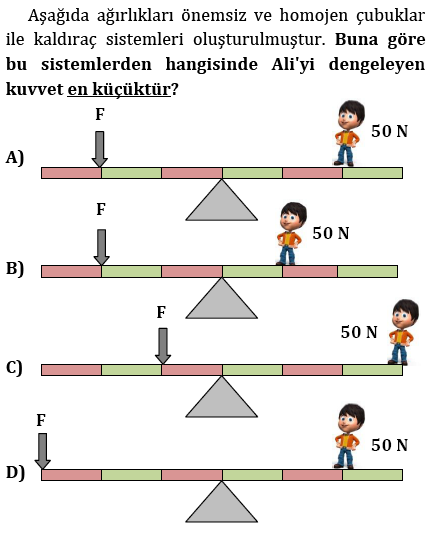 Aşağıda ağırlıkları önemsiz ve homojen çubuklar
ile kaldıraç sistemleri oluşturulmuştur. Buna göre
bu sistemlerden hangisinde Ali'yi dengeleyen
kuvvet en küçüktür?
F
50 N
A)
F
50 N
B)
F
50 N
C)
F
50 N
D)